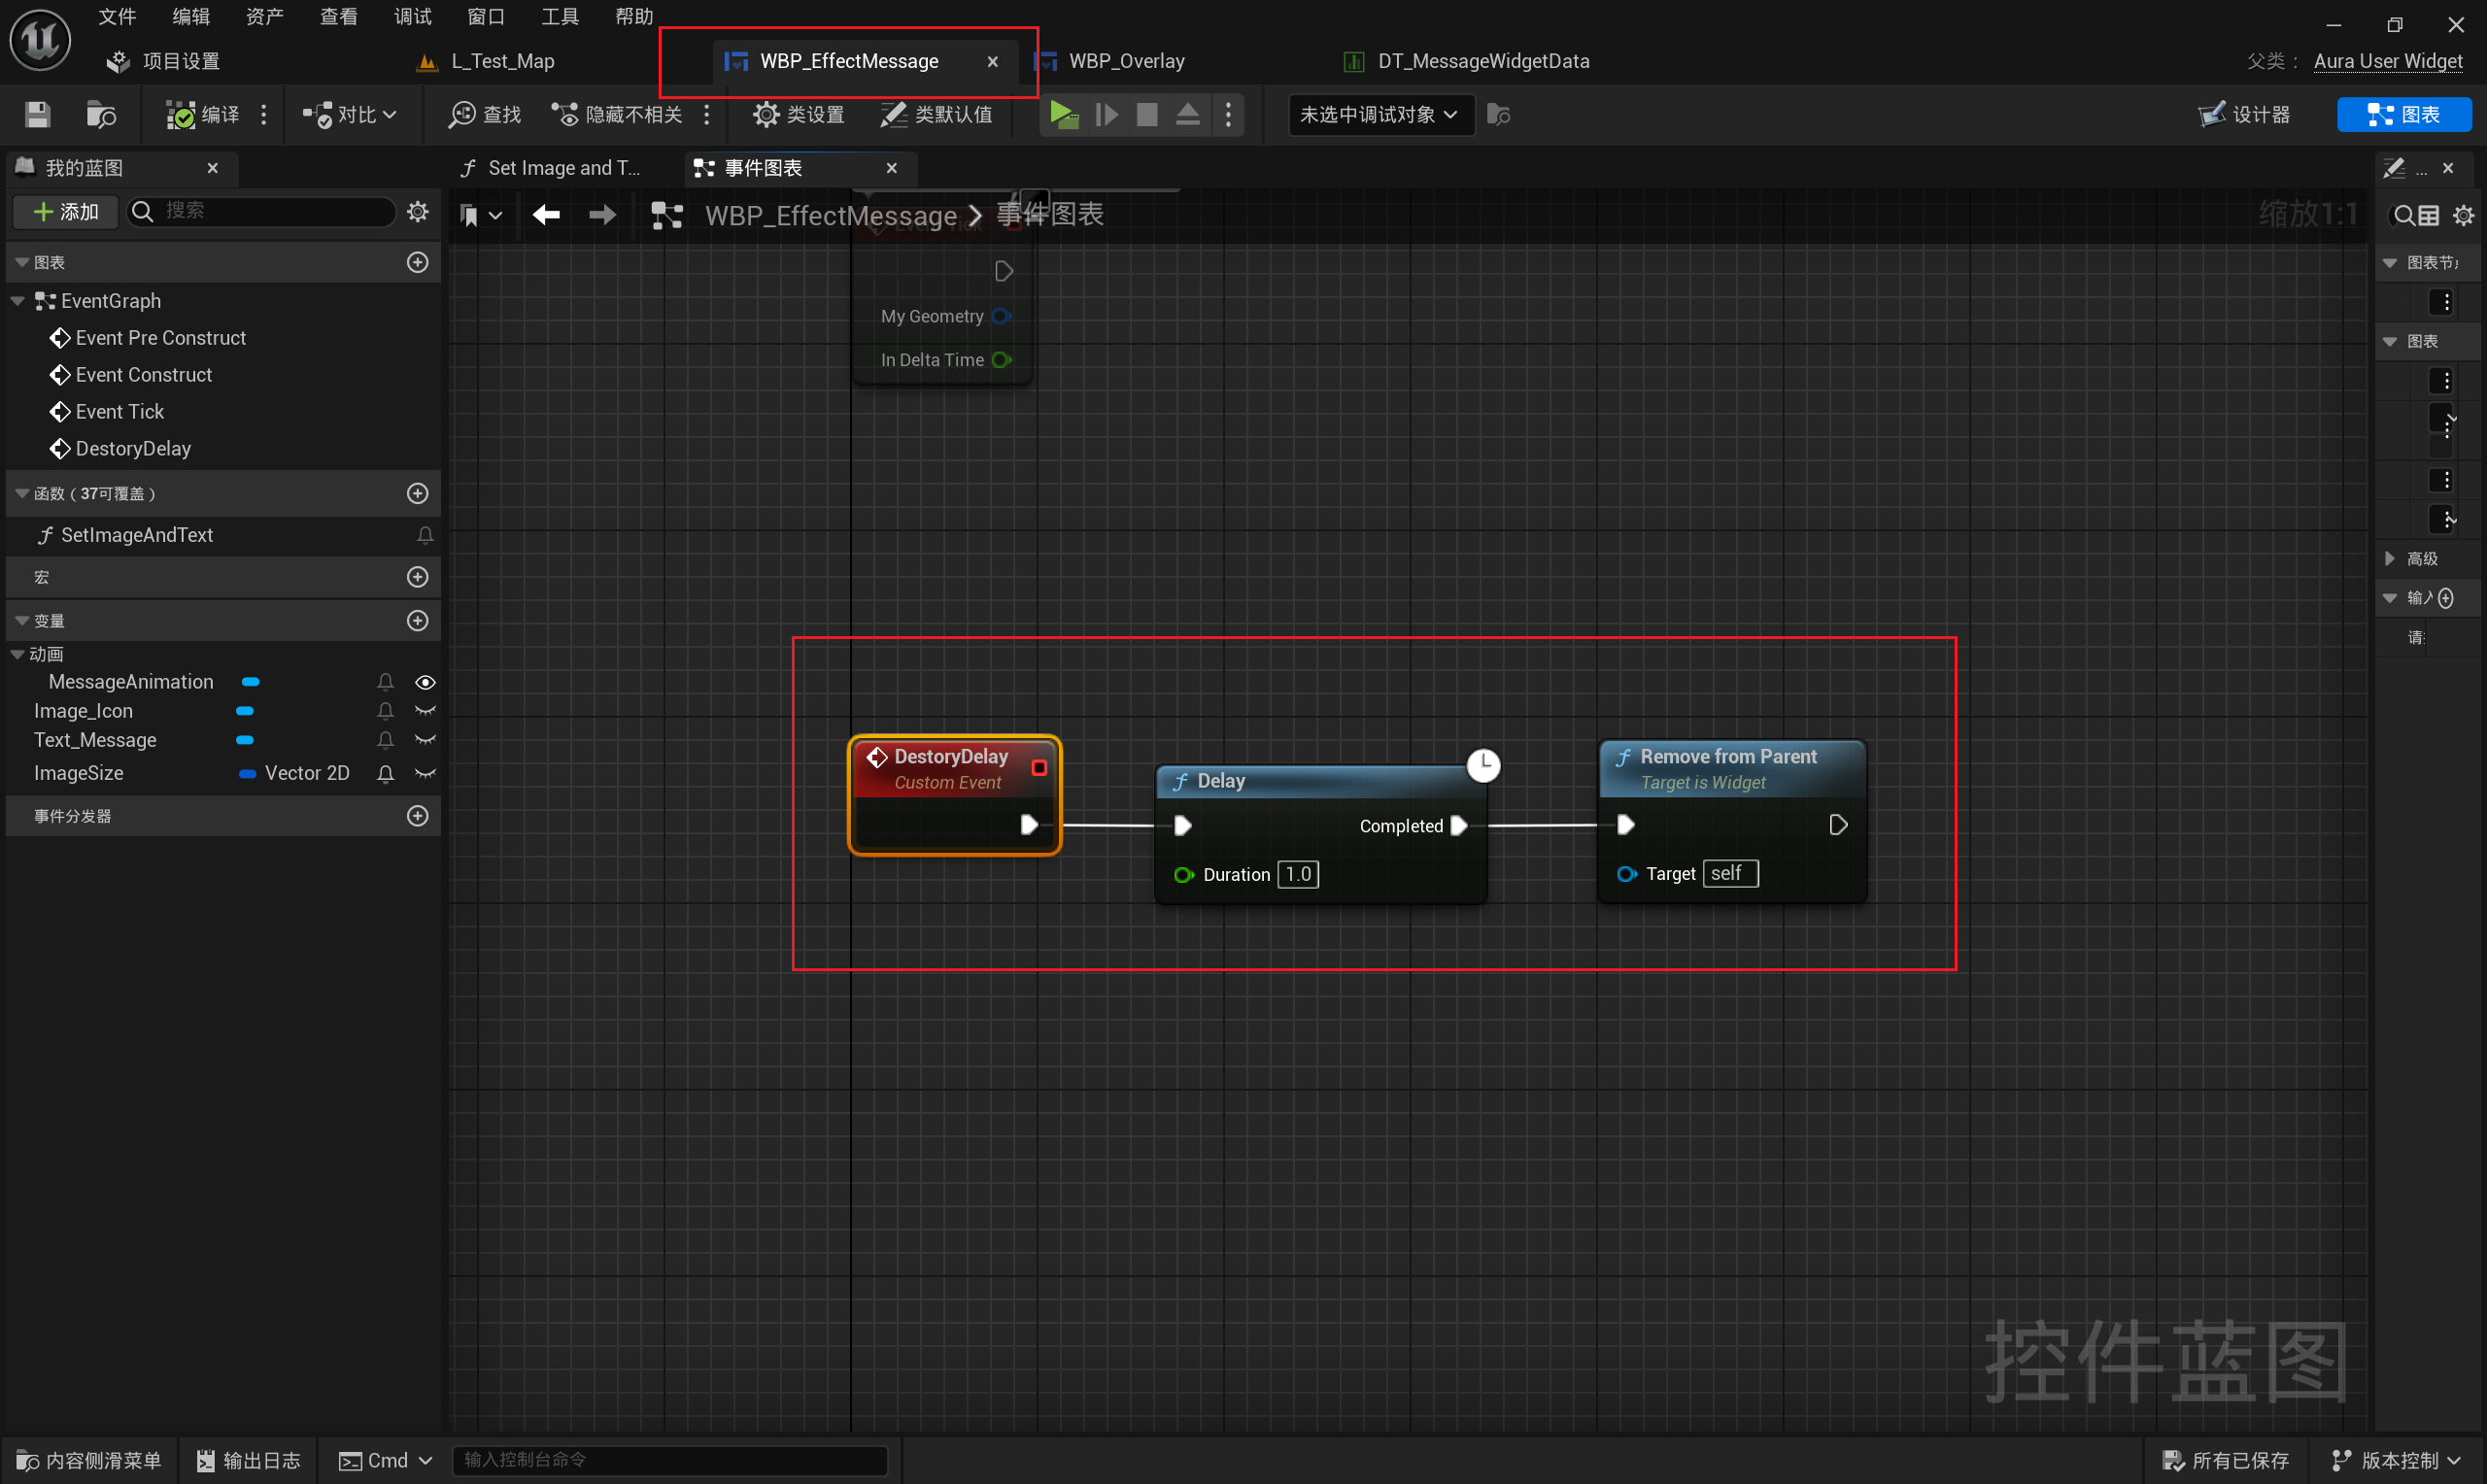 文件 编辑 资产 查看 调试 窗口 工具 帮助
项目设置 L_Test_Map WBP_EffectMessage WBP_Overlay DT_MessageWidgetData 父类： Aura User Widget
编译 对比 查找 隐藏不相关 类设置 类默认值 未选中调试对象 设计器 图表
我的蓝图 Set Image and T... 事件图表 ...
添加 搜索 WBP_EffectMessage 事件图表 缩放1:1
图表 图表节
EventGraph
Event Pre Construct
Event Construct
Event Tick
DestoryDelay
函数（37可覆盖）
SetImageAndText
宏
变量
动画
MessageAnimation
Image_Icon
Text_Message
ImageSize Vector 2D
事件分发器
Event Tick
My Geometry
In Delta Time
DestoryDelay
Custom Event
Delay
Completed
Duration 1.0
Remove from Parent
Target is Widget
Target self
图表
高级
输入
请
控件蓝图
内容侧滑菜单 输出日志 Cmd 输入控制台命令 所有已保存 版本控制